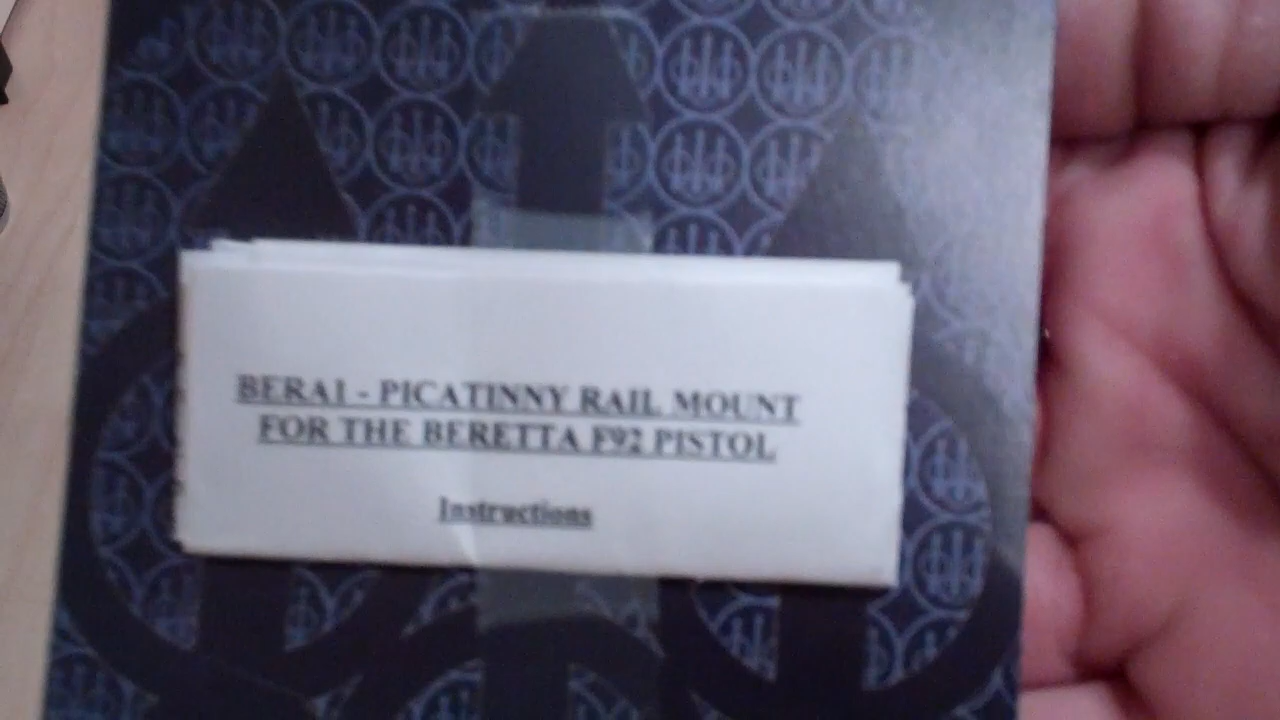 BERA1 - PICATINNY RAIL MOUNT
FOR THE BERETTA F92 PISTOL
Instructions